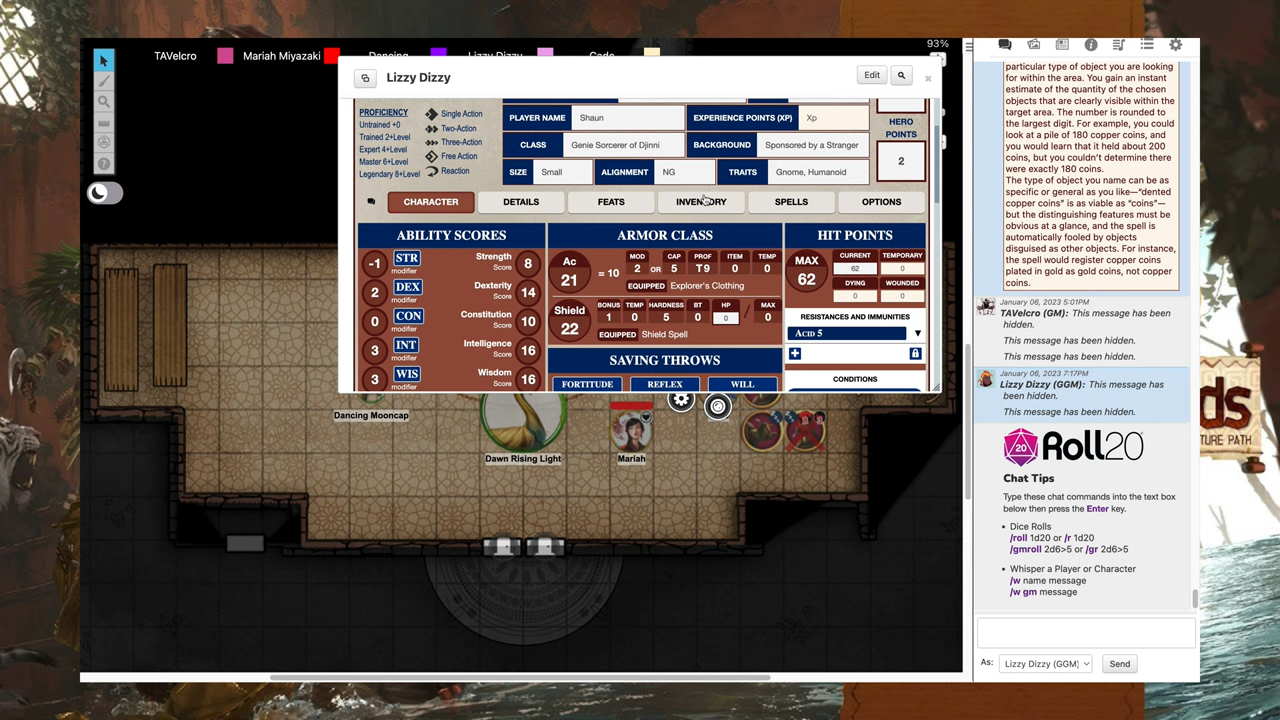 TAVelcro
Mariah Miyazaki
Lizzy Dizzy
93%
Lizzy Dizzy
Edit
PROFICIENCY
Untrained +0
Trained 2+Level
Expert 4+Level
Master 6+Level
Legendary 8+Level
Single Action
Two-Action
Three-Action
Free Action
Reaction
PLAYER NAME Shaun EXPERIENCE POINTS (XP) Xp
CLASS Genie Sorcerer of Djinni BACKGROUND Sponsored by a Stranger
SIZE Small ALIGNMENT NG TRAITS Gnome, Humanoid
HERO
POINTS
2
CHARACTER DETAILS FEATS INVENTORY SPELLS OPTIONS
ABILITY SCORES
-1 STR modifier Strength Score 8
2 DEX modifier Dexterity Score 14
0 CON modifier Constitution Score 10
3 INT modifier Intelligence Score 16
3 WIS modifier Wisdom Score 16
ARMOR CLASS
Ac
21
= 10
MOD CAP PROF ITEM TEMP
2 OR 5 T9 0 0
EQUIPPED Explorer's Clothing
Shield
22
BONUS TEMP HARDNESS BT HP MAX
1 0 5 0 0 / 0
EQUIPPED Shield Spell
SAVING THROWS
FORTITUDE REFLEX WILL
HIT POINTS
MAX
62
CURRENT TEMPORARY
62 0
DYING WOUNDED
0 0
RESISTANCES AND IMMUNITIES
ACID 5
CONDITIONS
Dancing Mooncap
Dawn Rising Light
Mariah
particular type of object you are looking
for within the area. You gain an instant
estimate of the quantity of the chosen
objects that are clearly visible within the
target area. The number is rounded to
the largest digit. For example, you could
look at a pile of 180 copper coins, and
you would learn that it held about 200
coins, but you couldn't determine there
were exactly 180 coins.
The type of object you name can be as
specific or general as you like—"dented
copper coins" is as viable as "coins"—
but the distinguishing features must be
obvious at a glance, and the spell is
automatically fooled by objects
disguised as other objects. For instance,
the spell would register copper coins
plated in gold as gold coins, not copper
coins.
January 06, 2023 5:01PM
TAVelcro (GM): This message has been
hidden.
This message has been hidden.
This message has been hidden.
January 06, 2023 7:17PM
Lizzy Dizzy (GGM): This message has
been hidden.
This message has been hidden.
20
Roll20
Chat Tips
Type these chat commands into the text box
below then press the Enter key.
• Dice Rolls
/roll 1d20 or /r 1d20
/gmroll 2d6>5 or /gr 2d6>5
• Whisper a Player or Character
/w name message
/w gm message
As: Lizzy Dizzy (GGM) Send
ds
TURE PATH